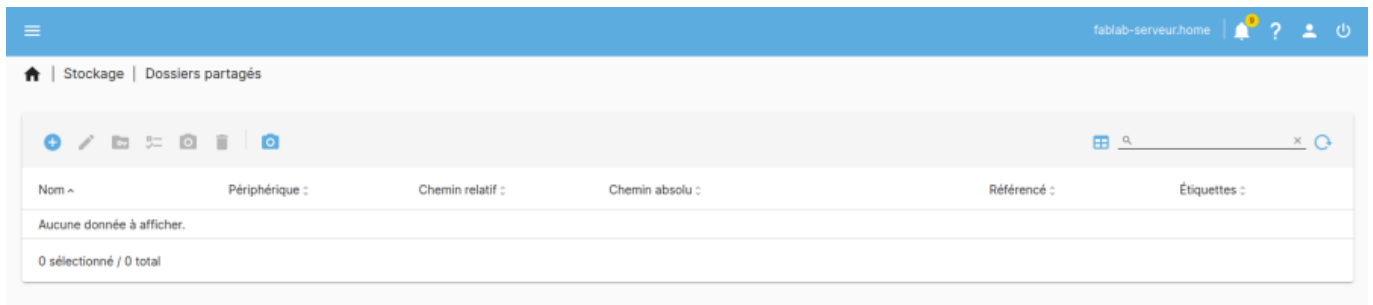 fablab-serveur.home | 9 ?
| Stockage | Dossiers partagés
Nom Périphérique Chemin relatif Chemin absolu Référencé Étiquettes
Aucune donnée à afficher.
0 sélectionné / 0 total